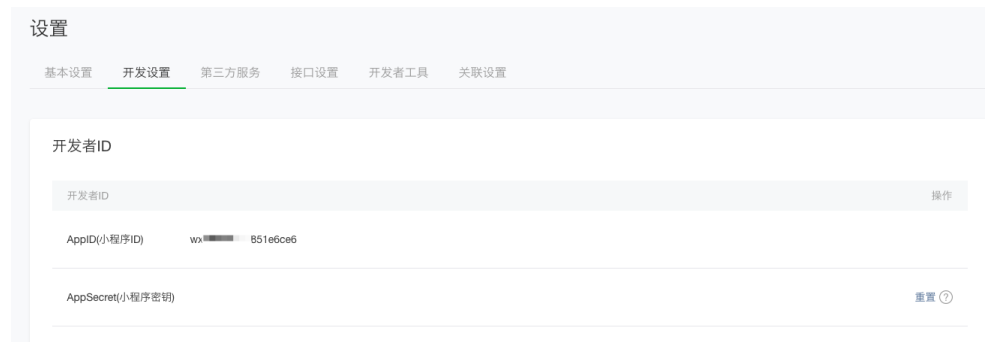 设置
基本设置 开发设置 第三方服务 接口设置 开发者工具 关联设置
开发者ID
开发者ID 操作
AppID(小程序ID) wx 851e6ce6
AppSecret(小程序密钥) 重置 ?